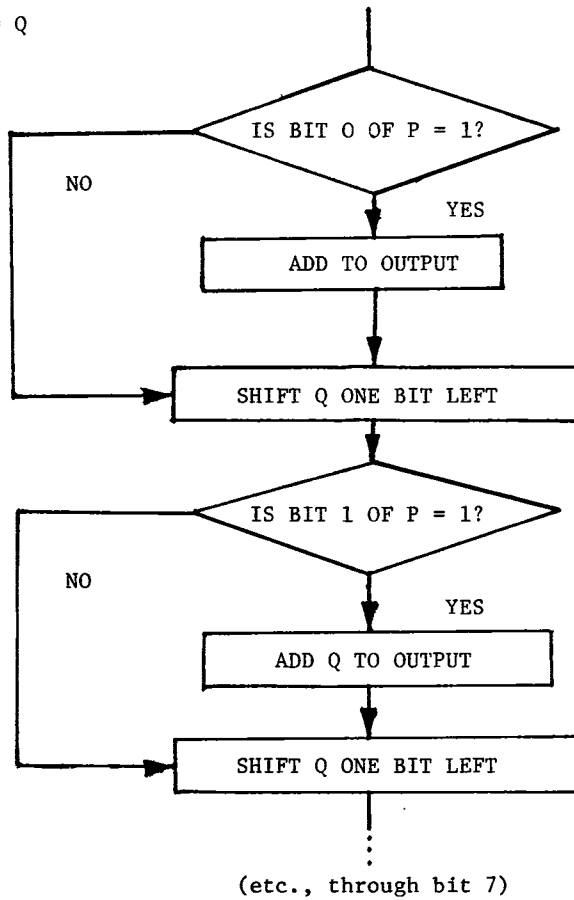 Q
IS BIT O OF P = 1?
NO
YES
ADD TO OUTPUT
SHIFT Q ONE BIT LEFT
IS BIT 1 OF P = 1?
NO
YES
ADD Q TO OUTPUT
SHIFT Q ONE BIT LEFT
(etc., through bit 7)